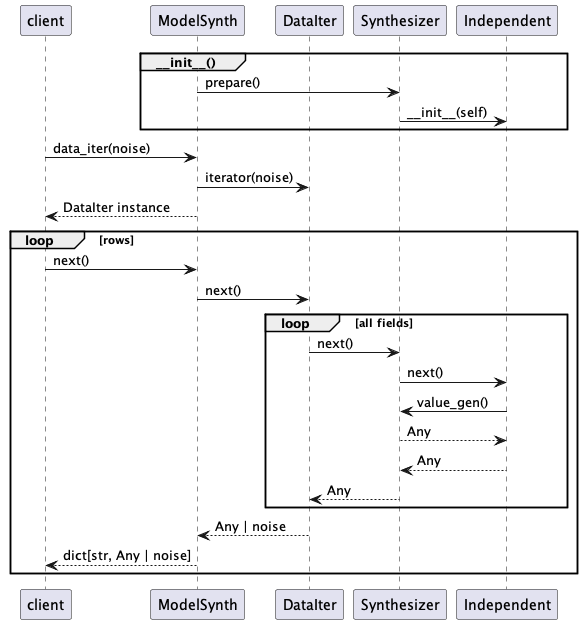 client ModelSynth DataIter Synthesizer Independent
__init__()
prepare()
__init__(self)
data_iter(noise)
iterator(noise)
DataIter instance
loop [rows]
next()
next()
loop [all fields]
next()
next()
value_gen()
Any
Any
Any
Any | noise
dict[str, Any | noise]
client ModelSynth DataIter Synthesizer Independent